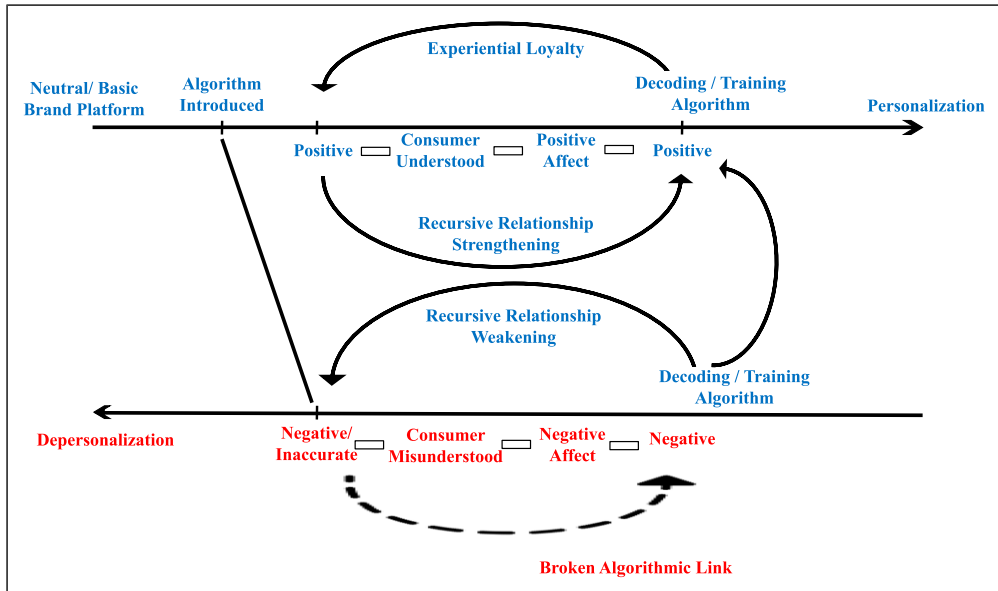 Experiential Loyalty
Neutral/ Basic
Brand Platform
Algorithm
Introduced
Decoding / Training
Algorithm
Personalization
Positive
Consumer
Understood
Positive
Affect
Positive
Recursive Relationship
Strengthening
Recursive Relationship
Weakening
Decoding / Training
Algorithm
Depersonalization
Negative/
Inaccurate
Consumer
Misunderstood
Negative
Affect
Negative
Broken Algorithmic Link